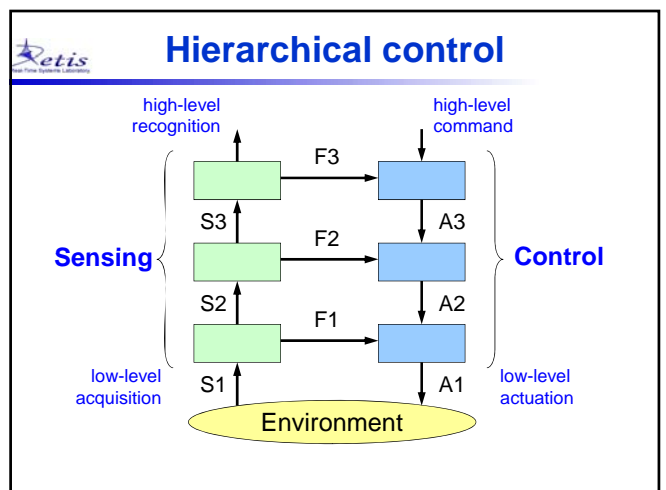 Retis
Real-Time Systems Laboratory
Hierarchical control
high-level
recognition
high-level
command
F3
S3
A3
F2
Sensing
Control
S2
A2
F1
low-level
acquisition
S1
A1
low-level
actuation
Environment